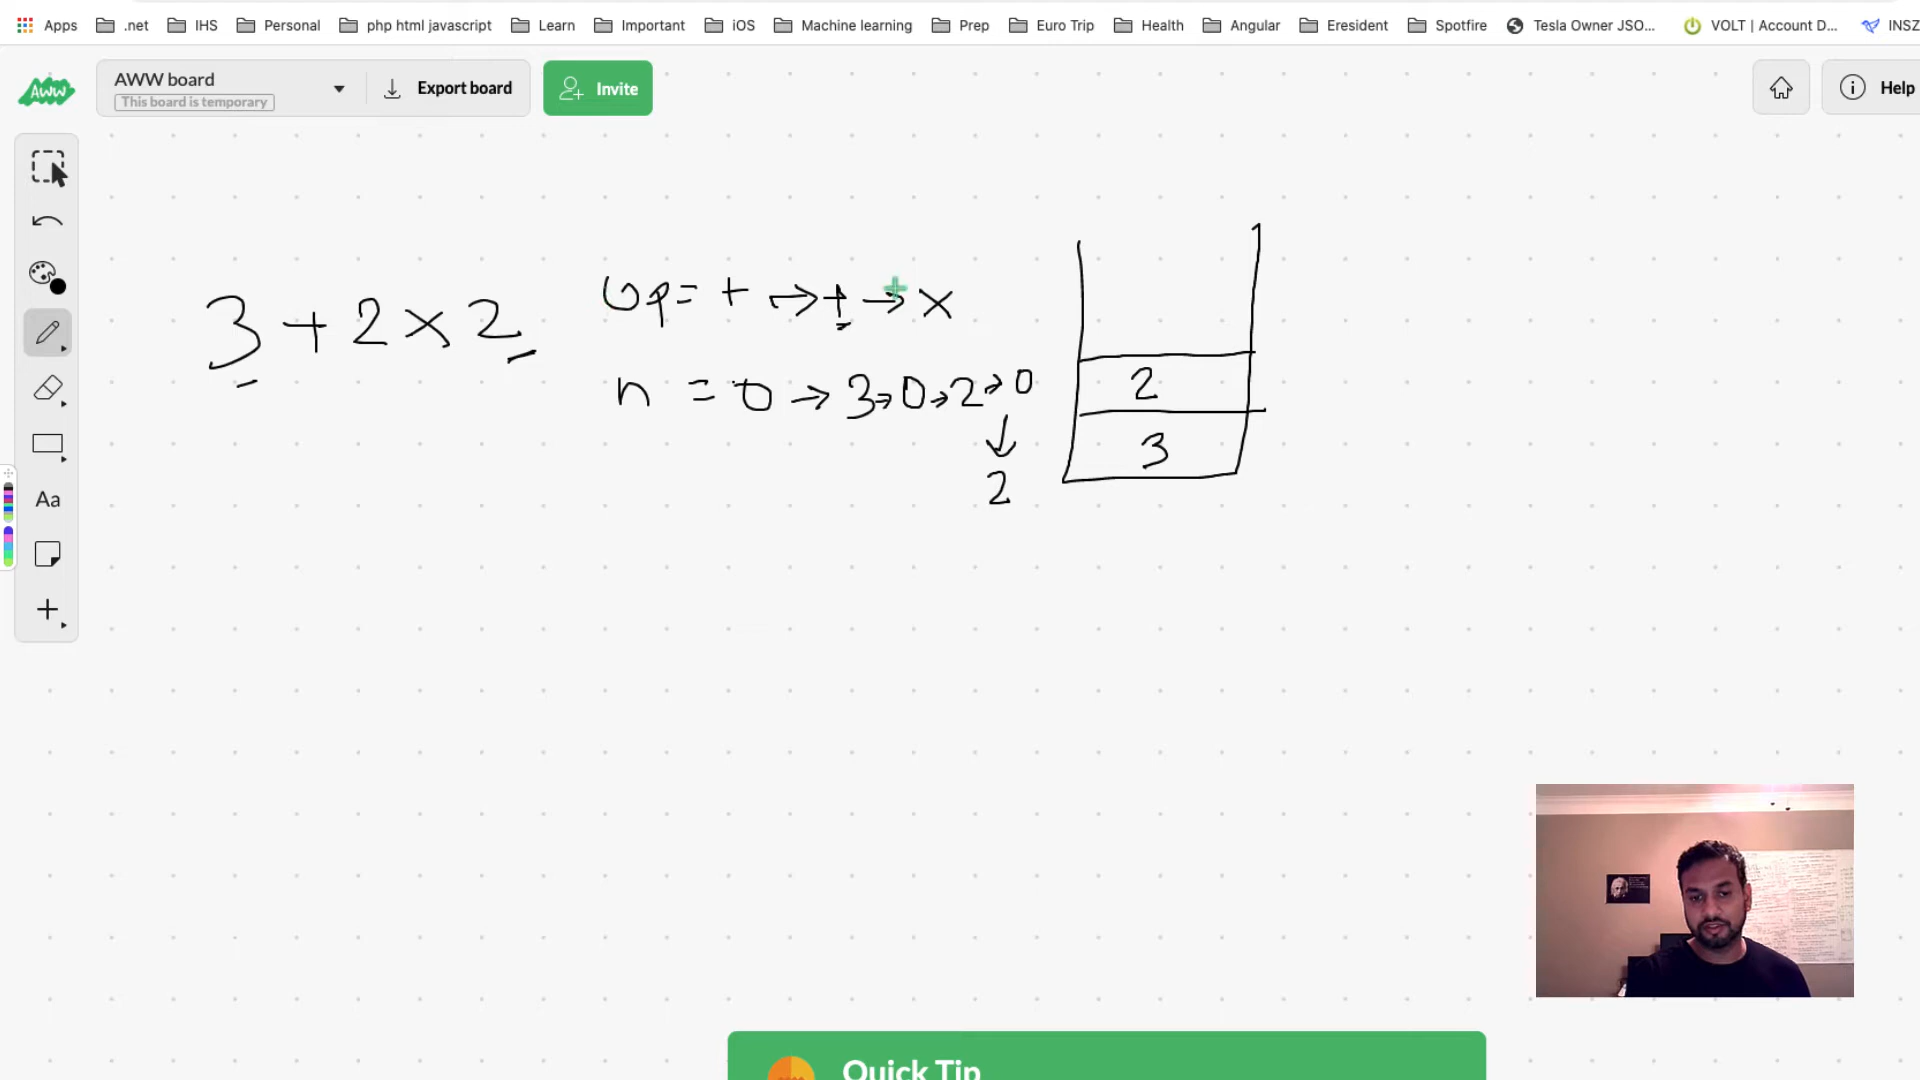 Apps .net IHS Personal php html javascript Learn Important iOS Machine learning Prep Euro Trip Health Angular Eresident Spotfire Tesla Owner JSO... VOLT | Account D... INSZ
AWW
AWW board
This board is temporary
Export board
Invite
Help
Op = + → + → ×
3 + 2 × 2
n = 0 → 3 → 0 → 2 → 0
↓
2
2
3
Aa
Quick Tip